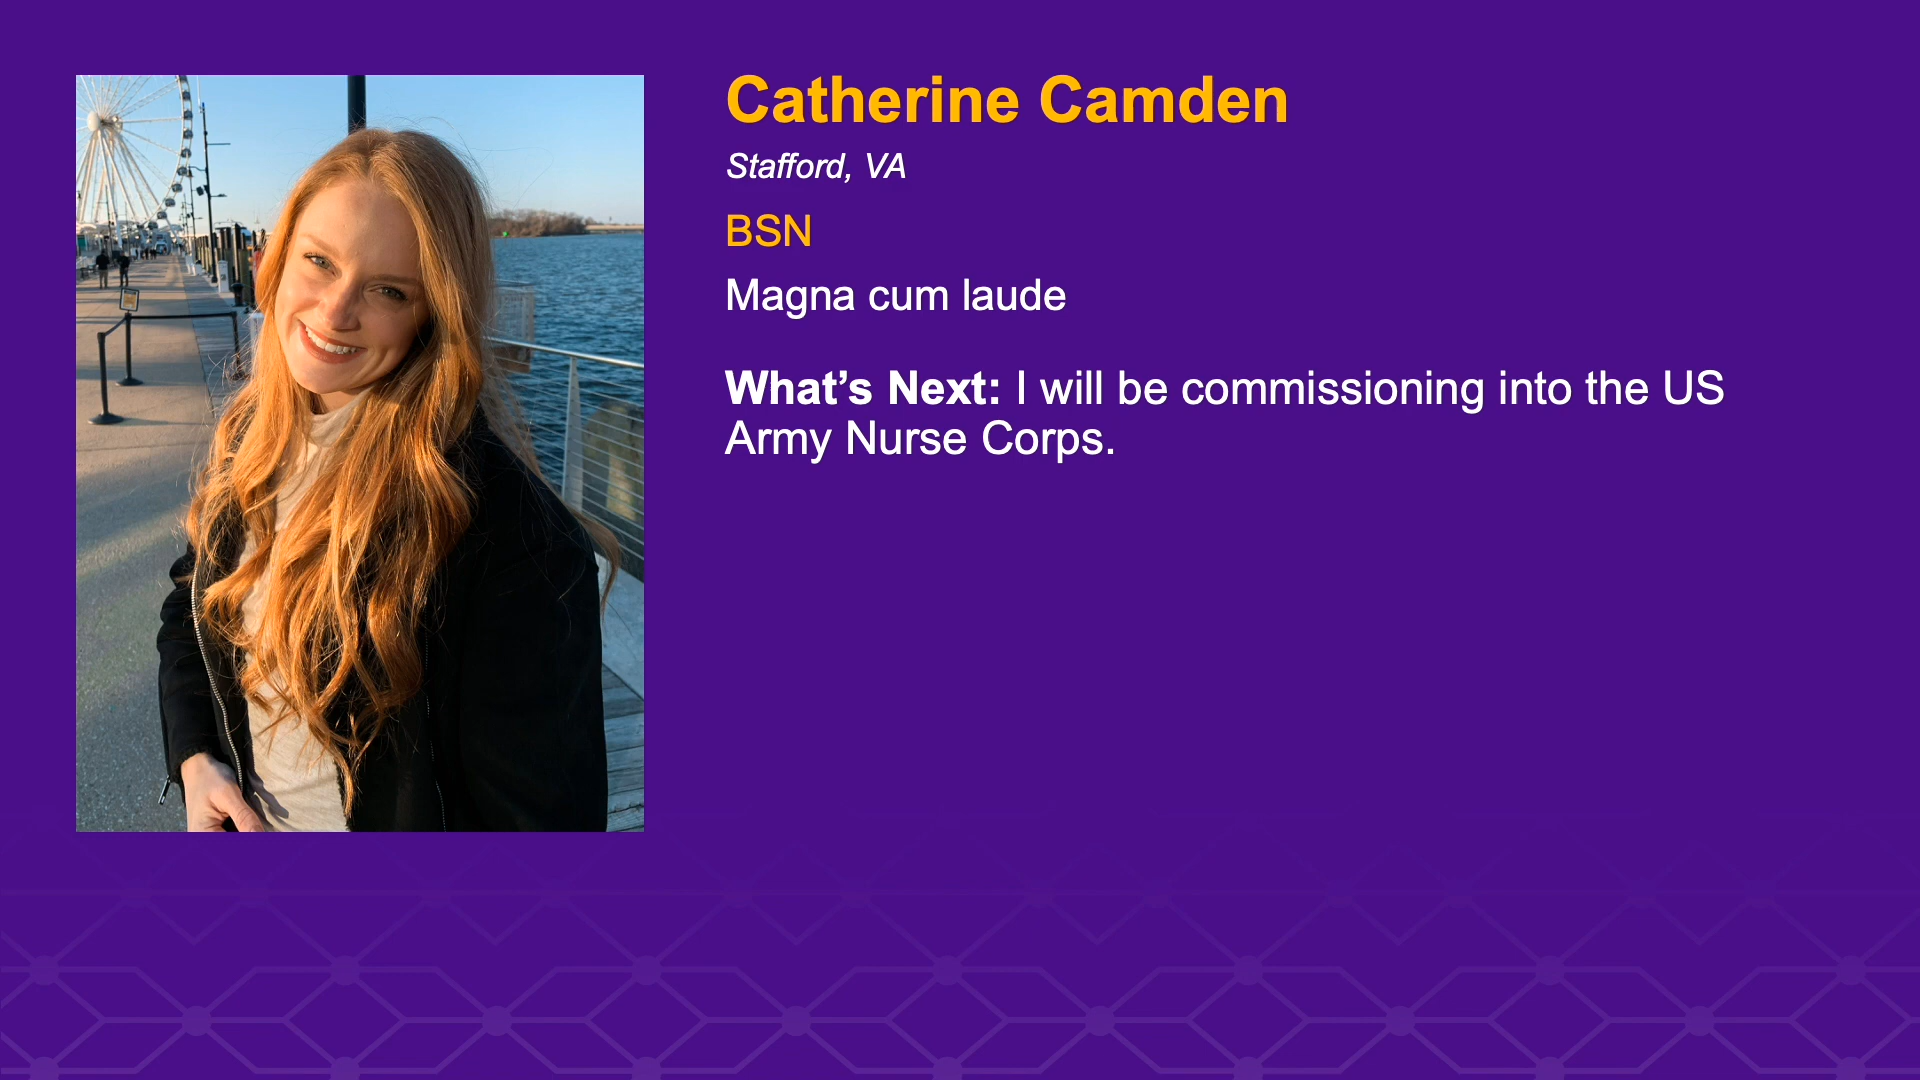 Catherine Camden
Stafford, VA
BSN
Magna cum laude
What’s Next: I will be commissioning into the US
Army Nurse Corps.